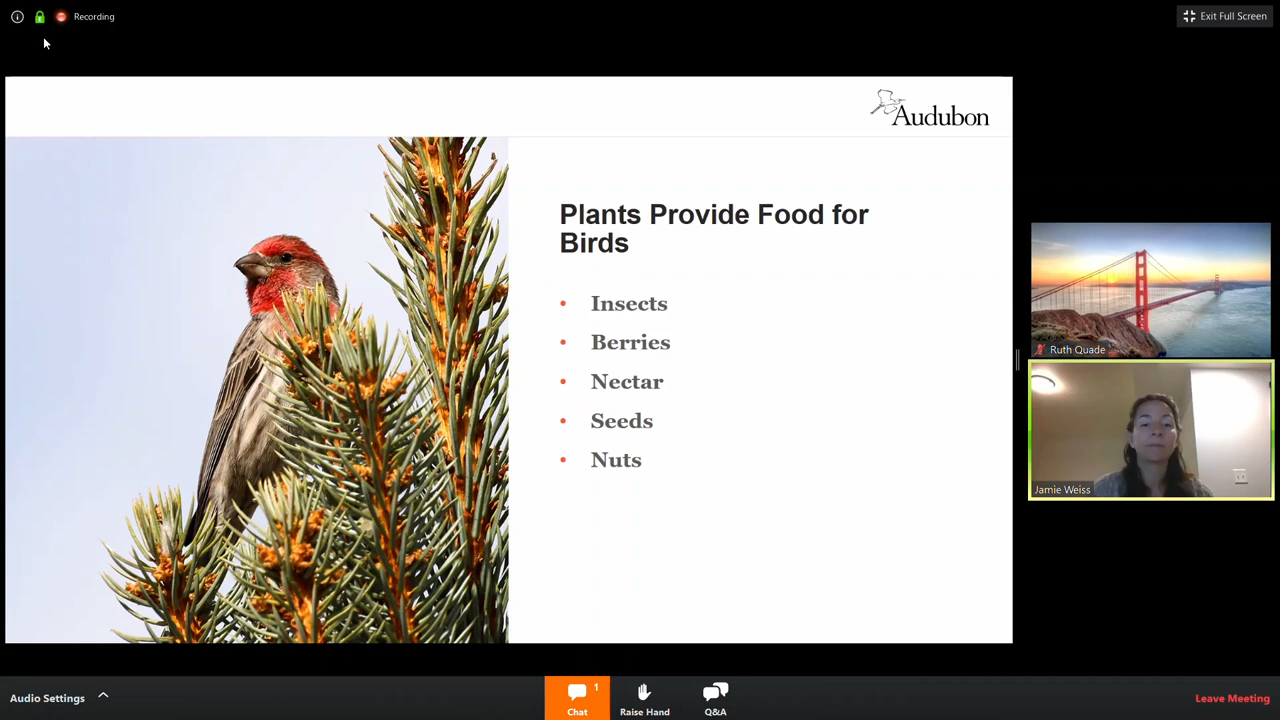 Recording
Exit Full Screen
Audubon
Plants Provide Food for
Birds
• Insects
• Berries
• Nectar
• Seeds
• Nuts
Ruth Quade
Jamie Weiss
Audio Settings
1
Chat
Raise Hand
Q&A
Leave Meeting